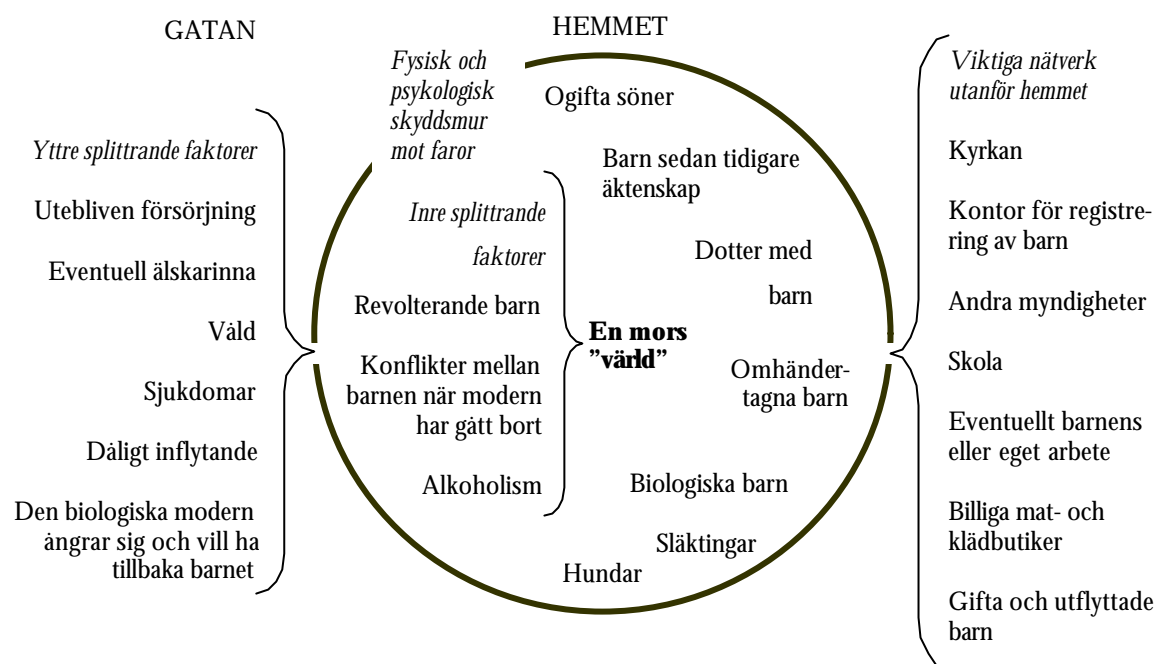 GATAN
Yttre splittrande faktorer
Utebliven försörjning
Eventuell älskarinna
Våld
Sjukdomar
Dåligt inflytande
Den biologiska modern
ångrar sig och vill ha
tillbaka barnet
HEMMET
Fysisk och
psykologisk
skyddsmur
mot faror
Inre splittrande
faktorer
Revolterande barn
Konflikter mellan
barnen när modern
har gått bort
Alkoholism
En mors
”värld”
Ogifta söner
Barn sedan tidigare
äktenskap
Dotter med
barn
Omhänder-
tagna barn
Biologiska barn
Släktingar
Hundar
Viktiga nätverk
utanför hemmet
Kyrkan
Kontor för registre-
ring av barn
Andra myndigheter
Skola
Eventuellt barnens
eller eget arbete
Billiga mat- och
klädbutiker
Gifta och utflyttade
barn